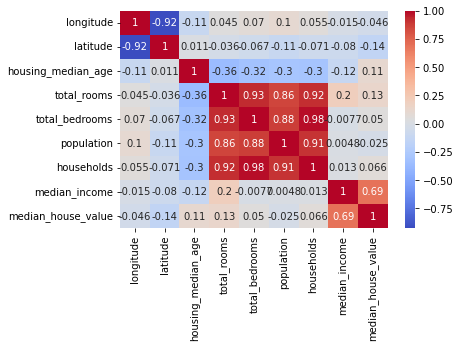 longitude 1 -0.92 -0.11 0.045 0.07 0.1 0.055 -0.015 -0.046
latitude -0.92 1 0.011 -0.036 -0.067 -0.11 -0.071 -0.08 -0.14
housing_median_age -0.11 0.011 1 -0.36 -0.32 -0.3 -0.3 -0.12 0.11
total_rooms 0.045 -0.036 -0.36 1 0.93 0.86 0.92 0.2 0.13
total_bedrooms 0.07 -0.067 -0.32 0.93 1 0.88 0.98 -0.0077 0.05
population 0.1 -0.11 -0.3 0.86 0.88 1 0.91 0.0048 -0.025
households 0.055 -0.071 -0.3 0.92 0.98 0.91 1 0.013 0.066
median_income -0.015 -0.08 -0.12 0.2 -0.0077 0.0048 0.013 1 0.69
median_house_value -0.046 -0.14 0.11 0.13 0.05 -0.025 0.066 0.69 1
longitude
latitude
housing_median_age
total_rooms
total_bedrooms
population
households
median_income
median_house_value
1.00
0.75
0.50
0.25
0.00
−0.25
−0.50
−0.75